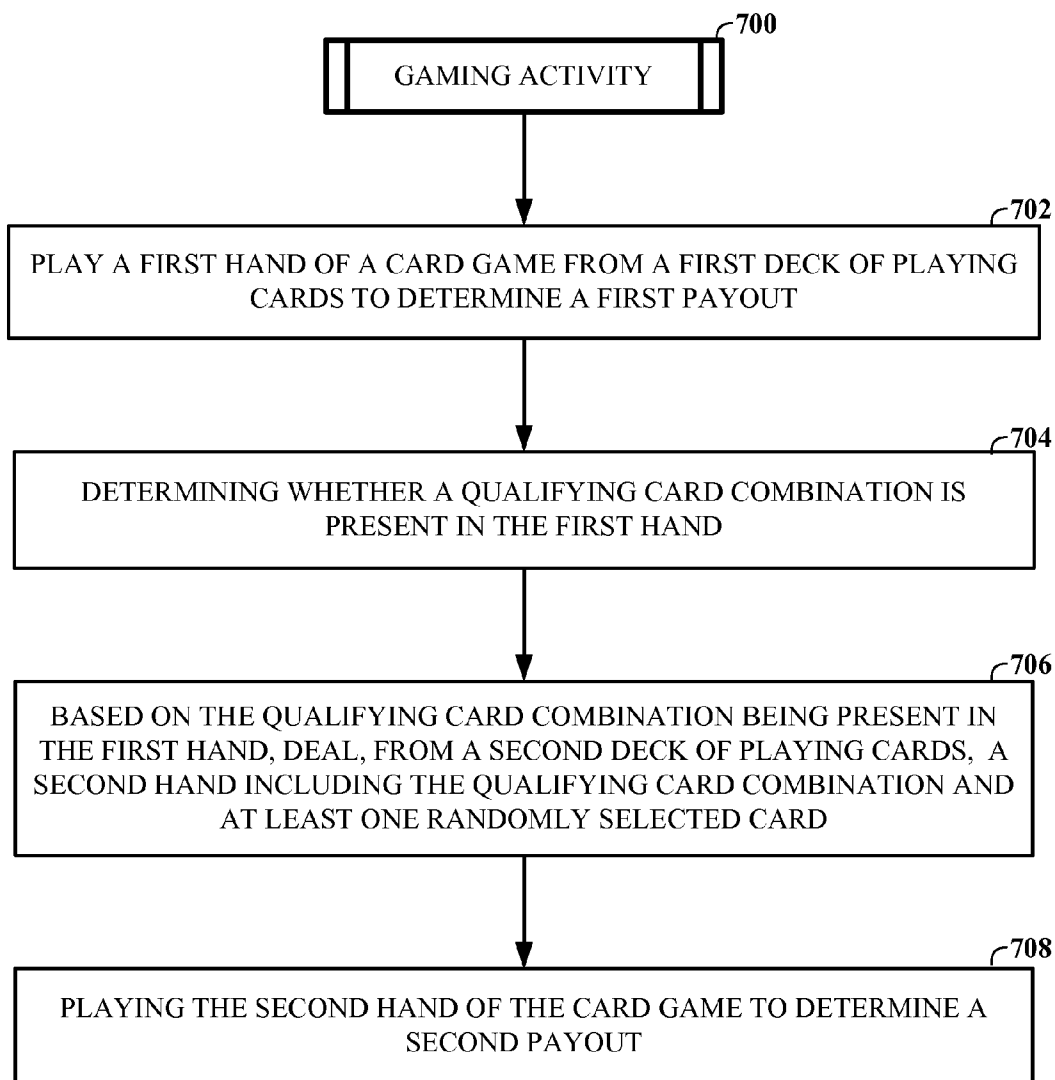 700
GAMING ACTIVITY
702
PLAY A FIRST HAND OF A CARD GAME FROM A FIRST DECK OF PLAYING
CARDS TO DETERMINE A FIRST PAYOUT
704
DETERMINING WHETHER A QUALIFYING CARD COMBINATION IS
PRESENT IN THE FIRST HAND
706
BASED ON THE QUALIFYING CARD COMBINATION BEING PRESENT IN
THE FIRST HAND, DEAL, FROM A SECOND DECK OF PLAYING CARDS, A
SECOND HAND INCLUDING THE QUALIFYING CARD COMBINATION AND
AT LEAST ONE RANDOMLY SELECTED CARD
708
PLAYING THE SECOND HAND OF THE CARD GAME TO DETERMINE A
SECOND PAYOUT